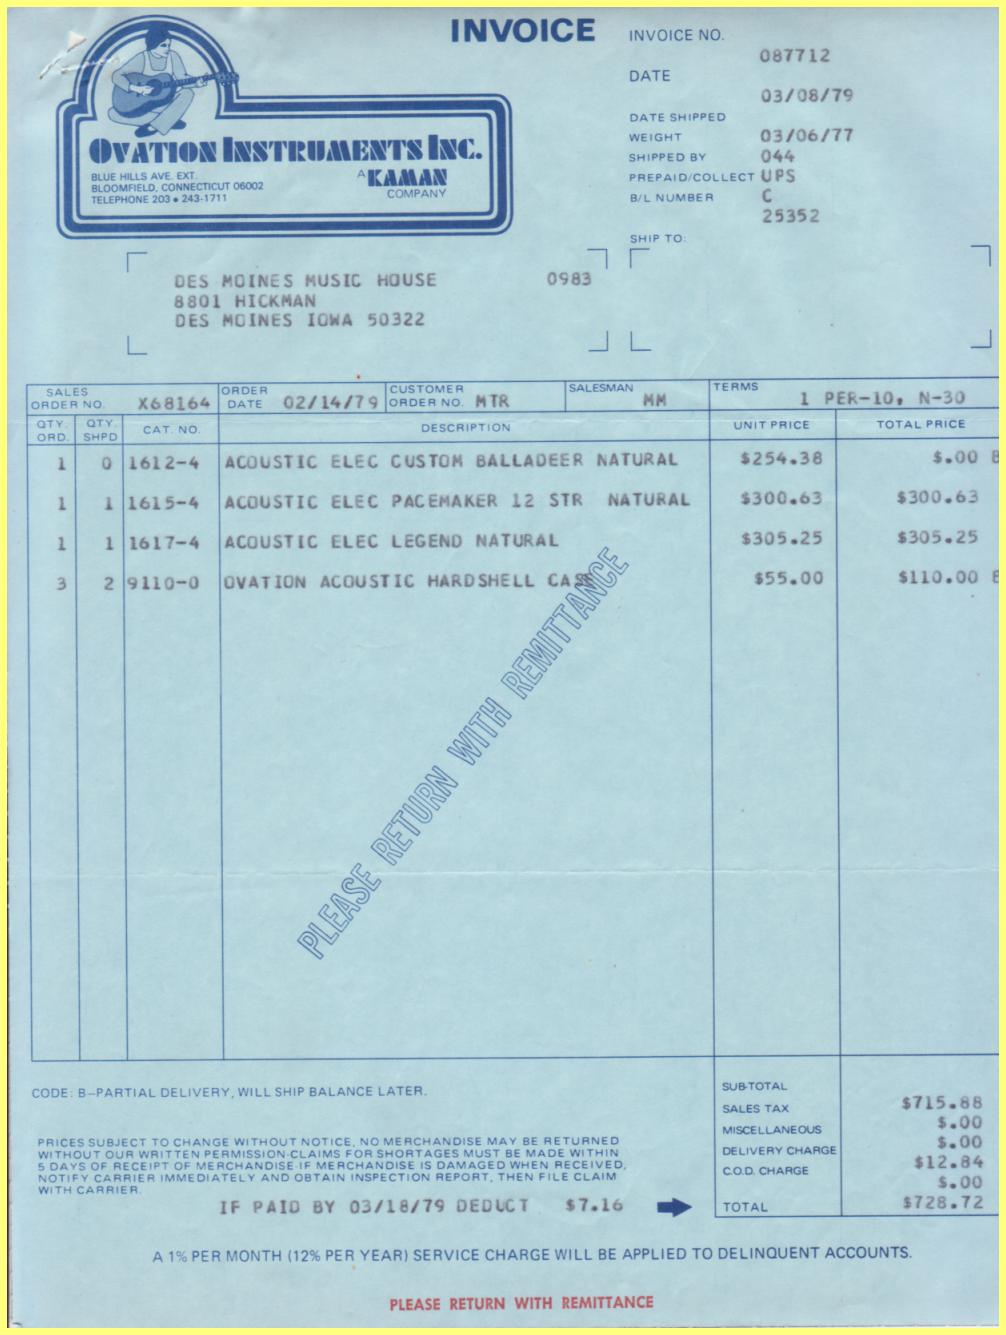 INVOICE
INVOICE NO.
087712
DATE
03/08/79
DATE SHIPPED
WEIGHT 03/06/77
SHIPPED BY 044
PREPAID/COLLECT UPS
B/L NUMBER C
25352
SHIP TO:
OVATION INSTRUMENTS INC.
BLUE HILLS AVE. EXT.
BLOOMFIELD, CONNECTICUT 06002
TELEPHONE 203 • 243-1711
A KAMAN
COMPANY
DES MOINES MUSIC HOUSE 0983
8801 HICKMAN
DES MOINES IOWA 50322
SALES ORDER NO. X68164 ORDER DATE 02/14/79 CUSTOMER ORDER NO. MTR SALESMAN MM TERMS 1 PER-10, N-30
QTY. ORD. QTY. SHPD CAT. NO. DESCRIPTION UNIT PRICE TOTAL PRICE
1 0 1612-4 ACOUSTIC ELEC CUSTOM BALLADEER NATURAL $254.38 $.00 B
1 1 1615-4 ACOUSTIC ELEC PACEMAKER 12 STR NATURAL $300.63 $300.63
1 1 1617-4 ACOUSTIC ELEC LEGEND NATURAL $305.25 $305.25
3 2 9110-0 OVATION ACOUSTIC HARDSHELL CASE $55.00 $110.00 B
PLEASE RETURN WITH REMITTANCE
CODE: B—PARTIAL DELIVERY, WILL SHIP BALANCE LATER.
SUB-TOTAL $715.88
SALES TAX $.00
MISCELLANEOUS $.00
DELIVERY CHARGE $12.84
C.O.D. CHARGE $.00
TOTAL $728.72
PRICES SUBJECT TO CHANGE WITHOUT NOTICE, NO MERCHANDISE MAY BE RETURNED
WITHOUT OUR WRITTEN PERMISSION-CLAIMS FOR SHORTAGES MUST BE MADE WITHIN
5 DAYS OF RECEIPT OF MERCHANDISE-IF MERCHANDISE IS DAMAGED WHEN RECEIVED,
NOTIFY CARRIER IMMEDIATELY AND OBTAIN INSPECTION REPORT, THEN FILE CLAIM
WITH CARRIER.
IF PAID BY 03/18/79 DEDUCT $7.16
A 1% PER MONTH (12% PER YEAR) SERVICE CHARGE WILL BE APPLIED TO DELINQUENT ACCOUNTS.
PLEASE RETURN WITH REMITTANCE